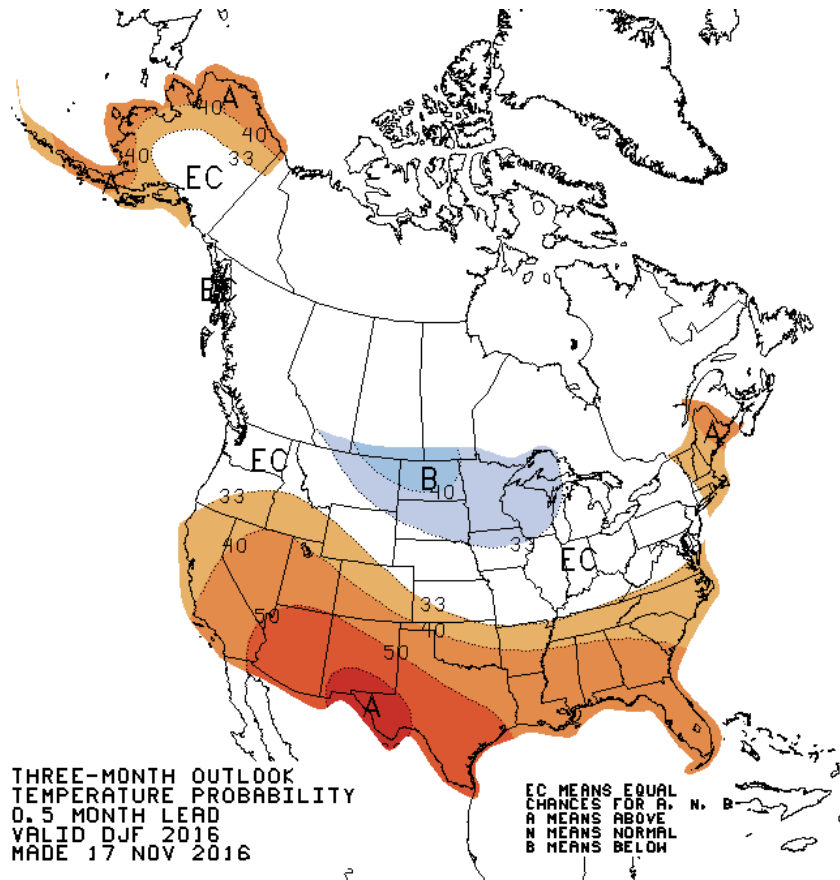 A
40
40
40
33
EC
A
EC
A
EC
B
40
33
40
33
EC
33
50
40
50
A
THREE-MONTH OUTLOOK
TEMPERATURE PROBABILITY
0.5 MONTH LEAD
VALID DJF 2016
MADE 17 NOV 2016
EC MEANS EQUAL
CHANCES FOR A, N, B
A MEANS ABOVE
N MEANS NORMAL
B MEANS BELOW